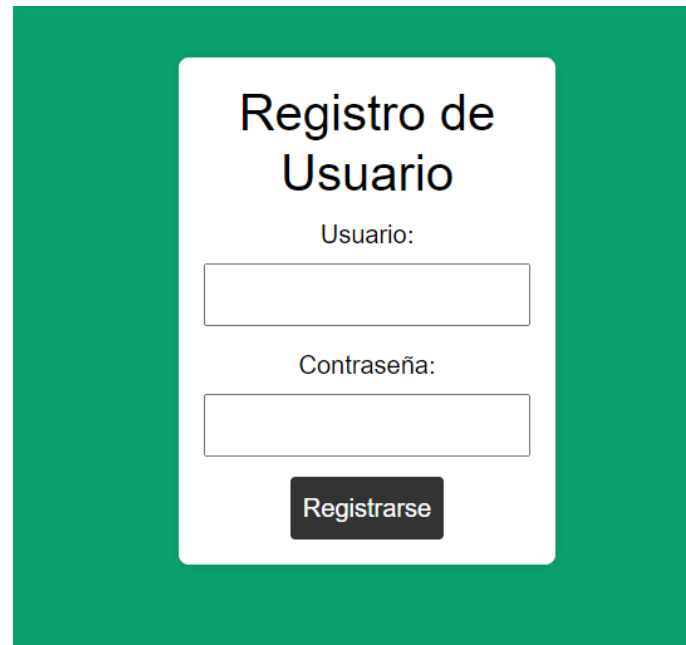 Registro de
Usuario
Usuario:
Contraseña:
Registrarse